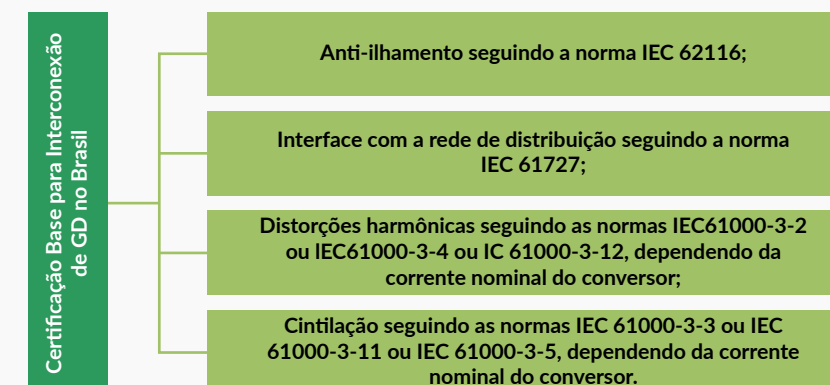 Certificação Base para Interconexão
de GD no Brasil
Anti-ilhamento seguindo a norma IEC 62116;
Interface com a rede de distribuição seguindo a norma
IEC 61727;
Distorções harmônicas seguindo as normas IEC61000-3-2
ou IEC61000-3-4 ou IC 61000-3-12, dependendo da
corrente nominal do conversor;
Cintilação seguindo as normas IEC 61000-3-3 ou IEC
61000-3-11 ou IEC 61000-3-5, dependendo da corrente
nominal do conversor.